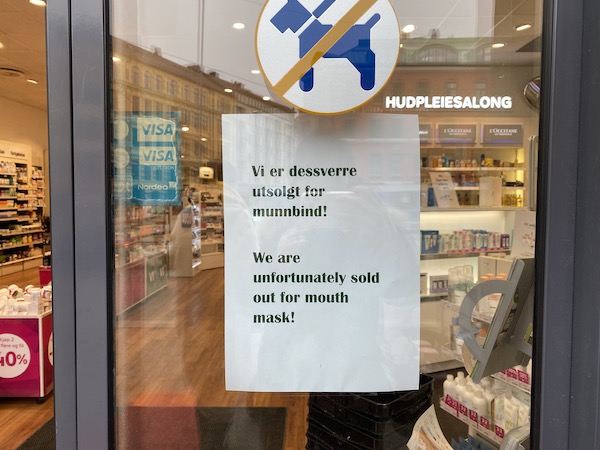 HUDPLEIESALONG
L'OCCITANE
L'OCCITANE
VISA
VISA
Nordea
Vi er dessverre
utsolgt for
munnbind!
We are
unfortunately sold
out for mouth
mask!
40%